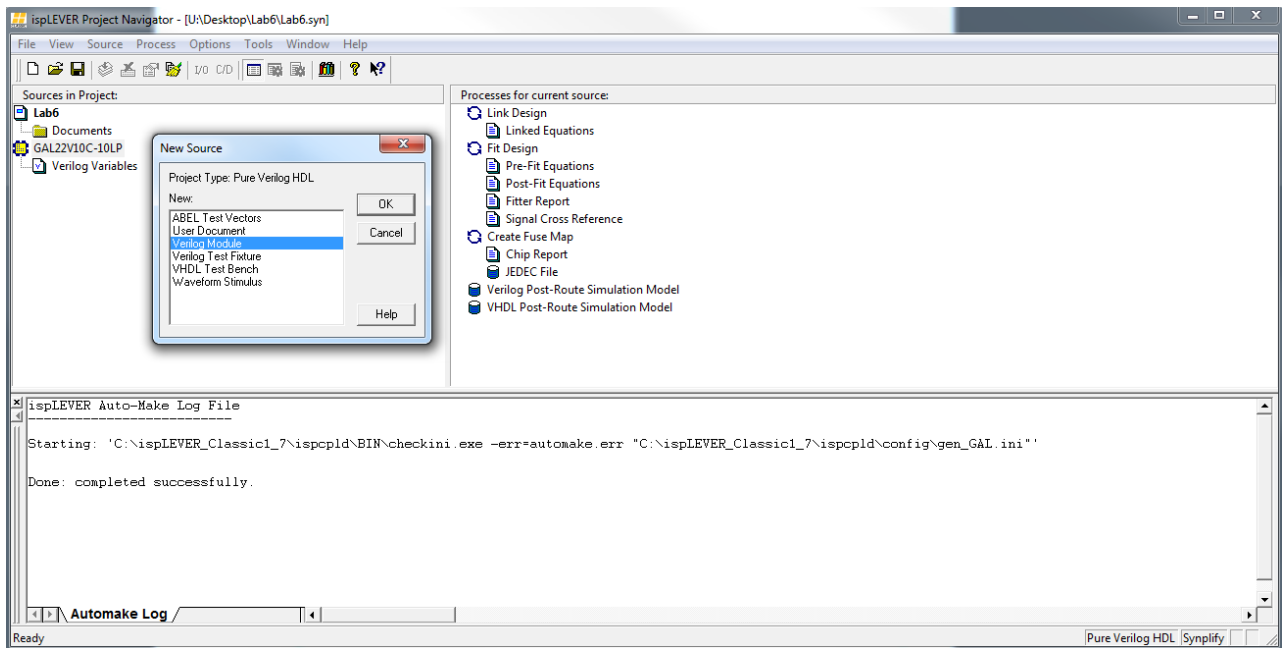 ispLEVER Project Navigator - [U:\Desktop\Lab6\Lab6.syn]
File View Source Process Options Tools Window Help
I/O C/D
Sources in Project:
Lab6
Documents
GAL22V10C-10LP
Verilog Variables
New Source
Project Type: Pure Verilog HDL
New:
ABEL Test Vectors
User Document
Verilog Module
Verilog Test Fixture
VHDL Test Bench
Waveform Stimulus
OK
Cancel
Help
Processes for current source:
Link Design
Linked Equations
Fit Design
Pre-Fit Equations
Post-Fit Equations
Fitter Report
Signal Cross Reference
Create Fuse Map
Chip Report
JEDEC File
Verilog Post-Route Simulation Model
VHDL Post-Route Simulation Model
ispLEVER Auto-Make Log File
---------------------------
Starting: 'C:\ispLEVER_Classic1_7\ispcpld\BIN\checkini.exe -err=automake.err "C:\ispLEVER_Classic1_7\ispcpld\config\gen_GAL.ini"'
Done: completed successfully.
Automake Log
Ready
Pure Verilog HDL Synplify